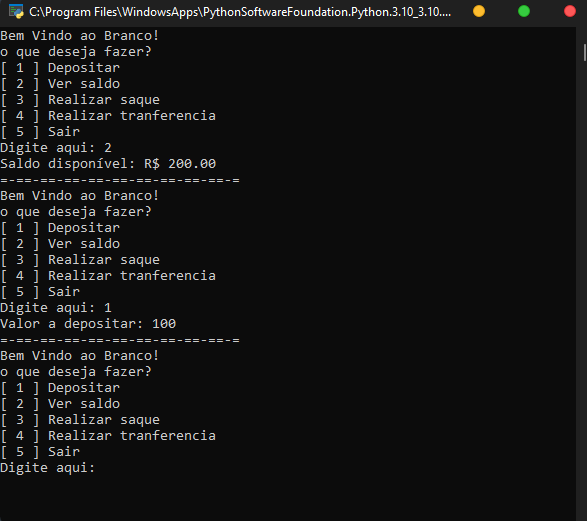 C:\Program Files\WindowsApps\PythonSoftwareFoundation.Python.3.10_3.10....
Bem Vindo ao Branco!
o que deseja fazer?
[ 1 ] Depositar
[ 2 ] Ver saldo
[ 3 ] Realizar saque
[ 4 ] Realizar tranferencia
[ 5 ] Sair
Digite aqui: 2
Saldo disponível: R$ 200.00
=-=-=-=-=-=-=-=-=-=-=-=-=-=-=
Bem Vindo ao Branco!
o que deseja fazer?
[ 1 ] Depositar
[ 2 ] Ver saldo
[ 3 ] Realizar saque
[ 4 ] Realizar tranferencia
[ 5 ] Sair
Digite aqui: 1
Valor a depositar: 100
=-=-=-=-=-=-=-=-=-=-=-=-=-=-=
Bem Vindo ao Branco!
o que deseja fazer?
[ 1 ] Depositar
[ 2 ] Ver saldo
[ 3 ] Realizar saque
[ 4 ] Realizar tranferencia
[ 5 ] Sair
Digite aqui: